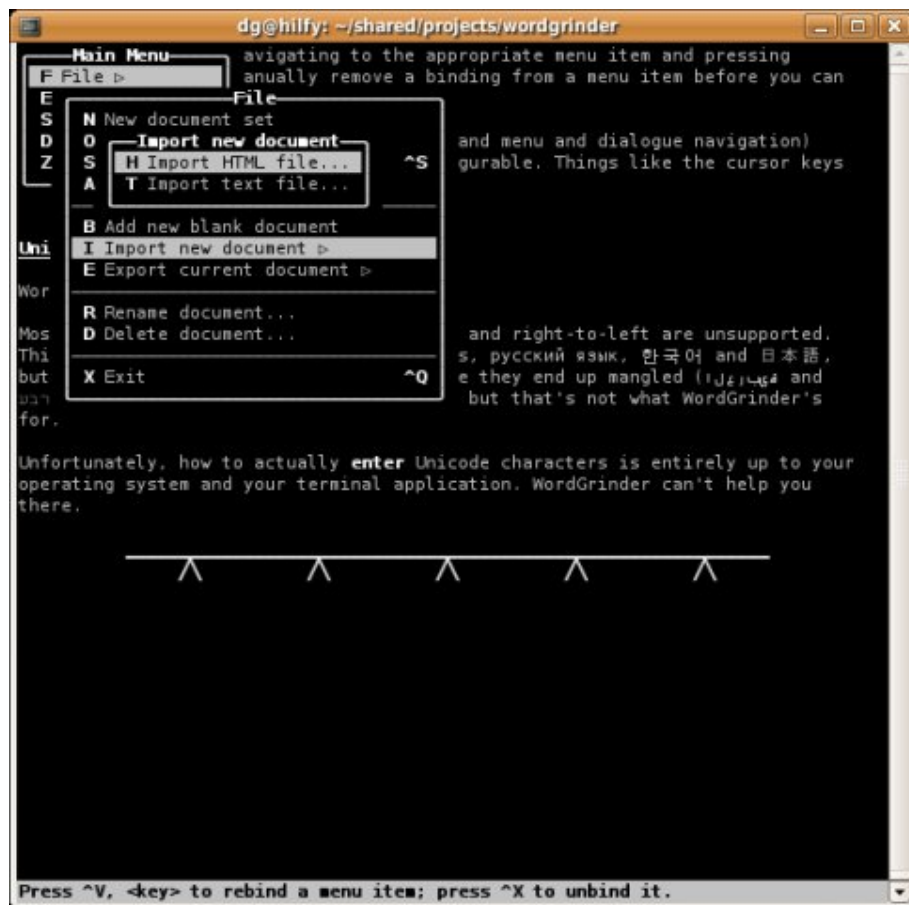 dg@hilfy: ~/shared/projects/wordgrinder
Main Menu
avigating to the appropriate menu item and pressing
F File ▷
anually remove a binding from a menu item before you can
E
File
S
N New document set
D
O
Import new document
and menu and dialogue navigation)
Z
S
H Import HTML file...
^S
gurable. Things like the cursor keys
A
T Import text file...
B Add new blank document
Uni
I Import new document ▷
E Export current document ▷
Wor
R Rename document...
Mos
D Delete document...
and right-to-left are unsupported.
Thi
s, русский язык, 한국어 and 日本語,
but
X Exit
^Q
e they end up mangled ( and
but that's not what WordGrinder's
for.
Unfortunately, how to actually enter Unicode characters is entirely up to your
operating system and your terminal application. WordGrinder can't help you
there.
Press ^V, <key> to rebind a menu item; press ^X to unbind it.